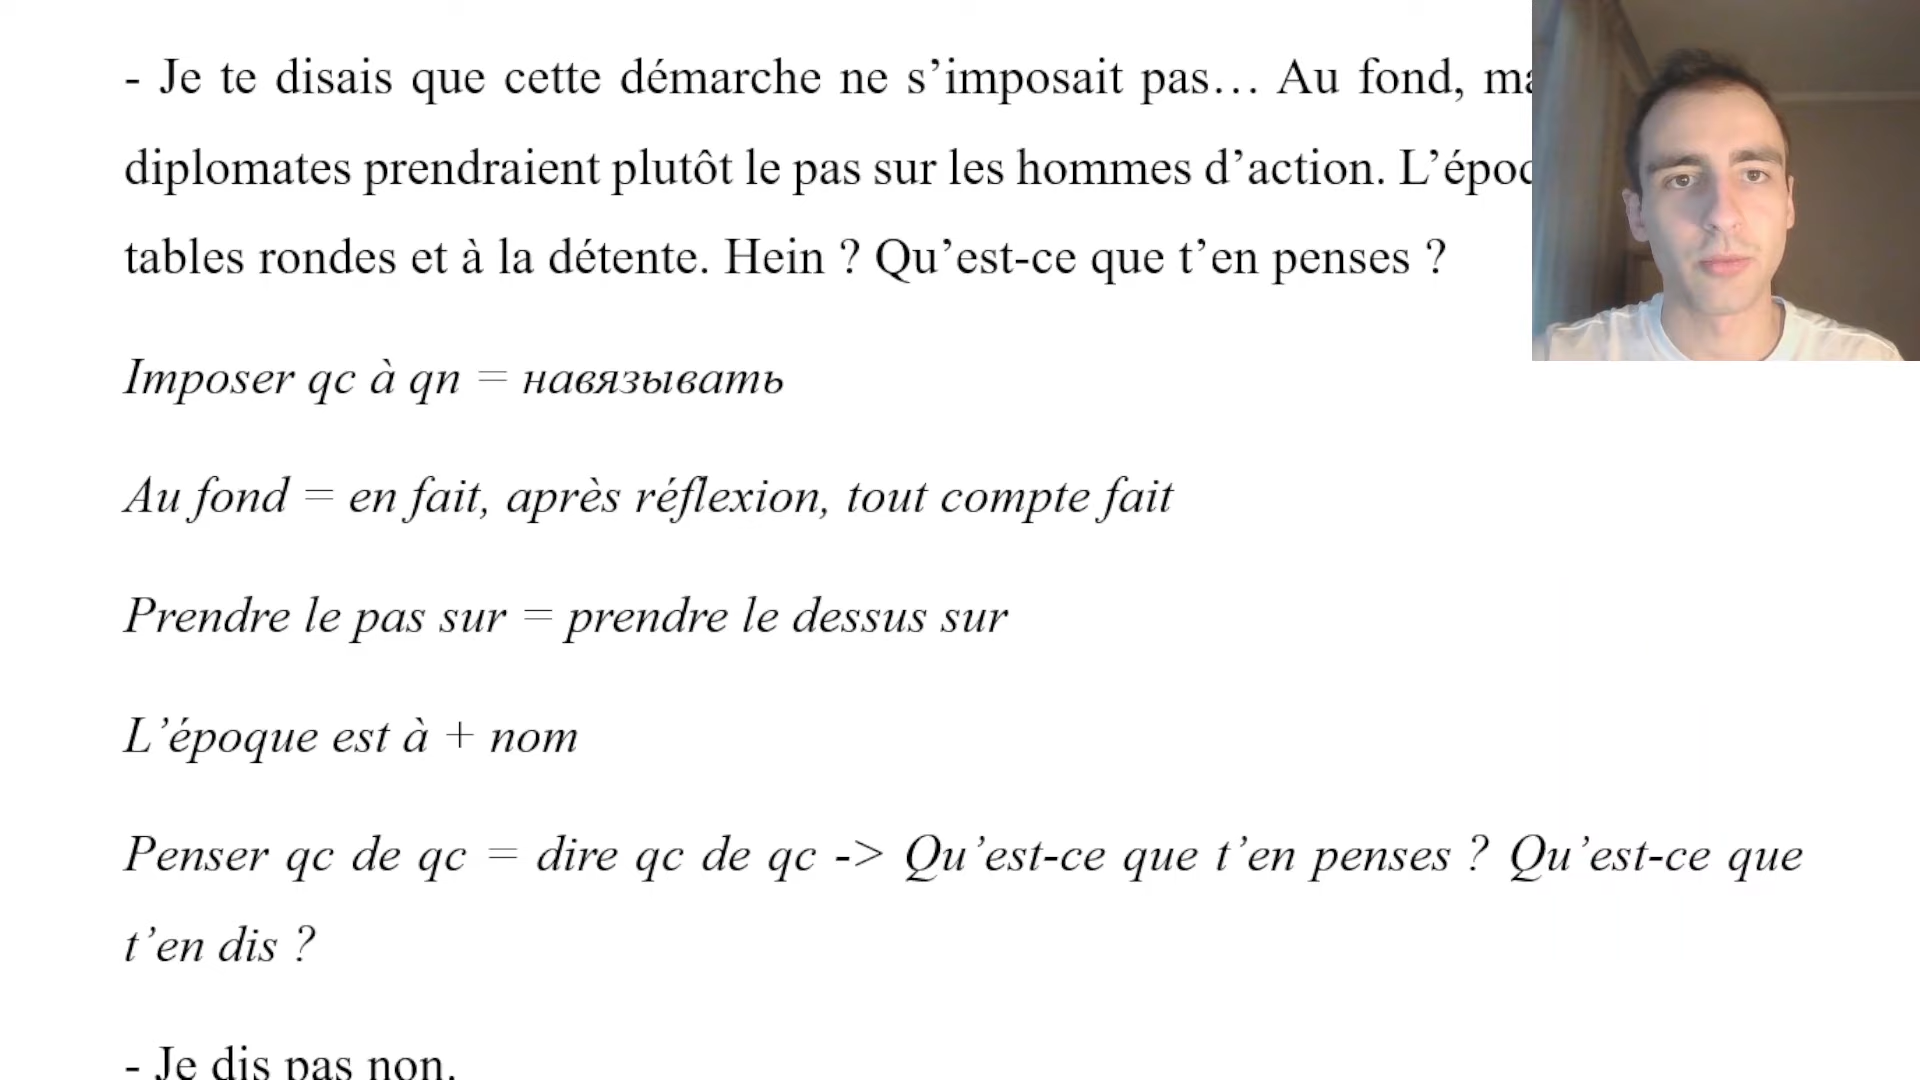 - Je te disais que cette démarche ne s’imposait pas… Au fond,
diplomates prendraient plutôt le pas sur les hommes d’action.
tables rondes et à la détente. Hein ? Qu’est-ce que t’en penses ?
Imposer qc à qn = навязывать
Au fond = en fait, après réflexion, tout compte fait
Prendre le pas sur = prendre le dessus sur
L’époque est à + nom
Penser qc de qc = dire qc de qc -> Qu’est-ce que t’en penses ? Qu’est-ce que
t’en dis ?
- Je dis pas non.